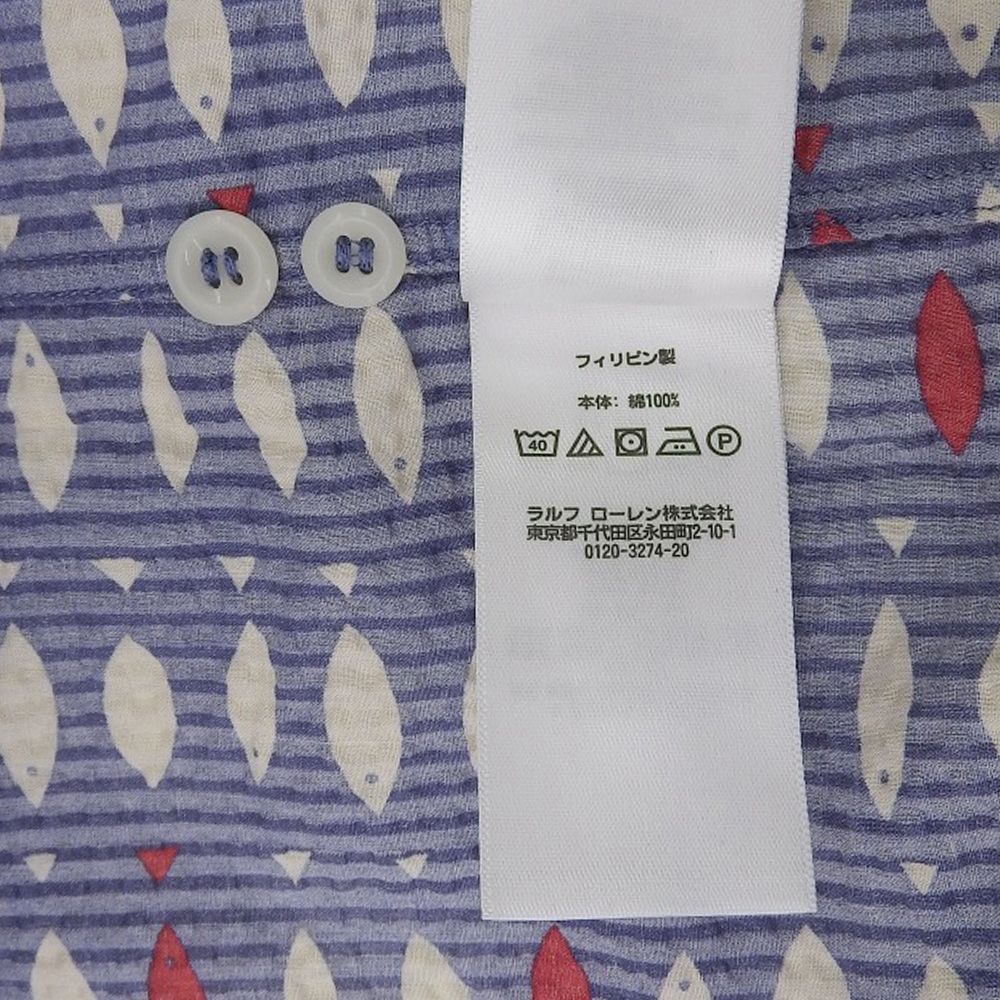 フィリピン製
本体: 綿100%
40 P
ラルフ ローレン株式会社
東京都千代田区永田町2-10-1
0120-3274-20